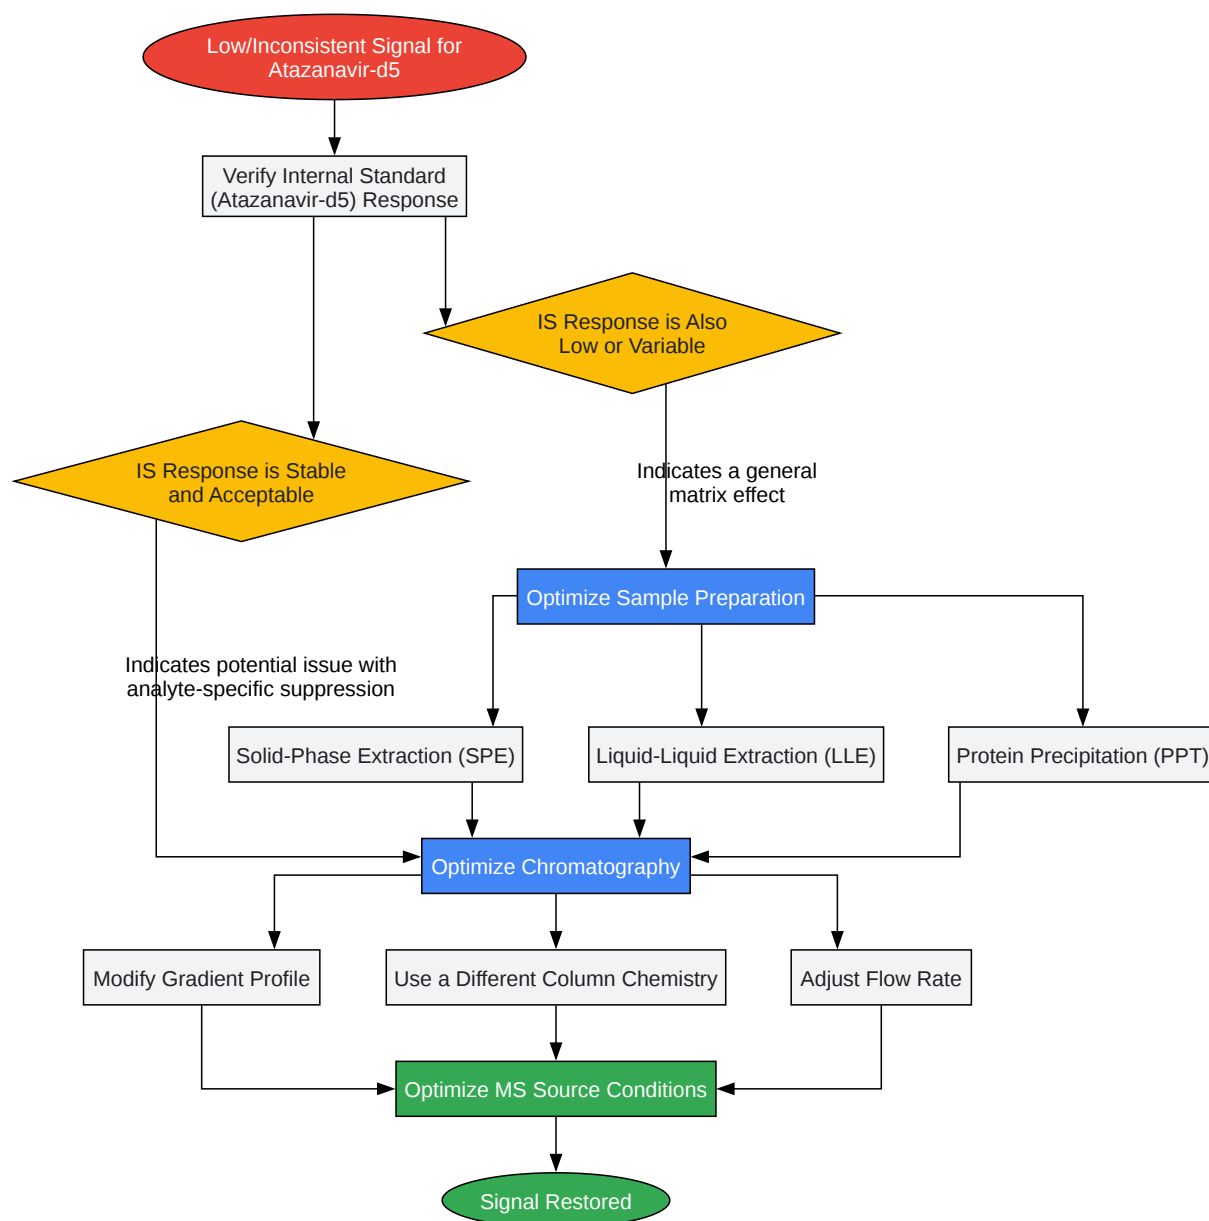 Low/Inconsistent Signal for
Atazanavir-d5
Verify Internal Standard
(Atazanavir-d5) Response
IS Response is Also
Low or Variable
IS Response is Stable
and Acceptable
Indicates a general
matrix effect
Optimize Sample Preparation
Indicates potential issue with
analyte-specific suppression
Solid-Phase Extraction (SPE)
Liquid-Liquid Extraction (LLE)
Protein Precipitation (PPT)
Optimize Chromatography
Modify Gradient Profile
Use a Different Column Chemistry
Adjust Flow Rate
Optimize MS Source Conditions
Signal Restored